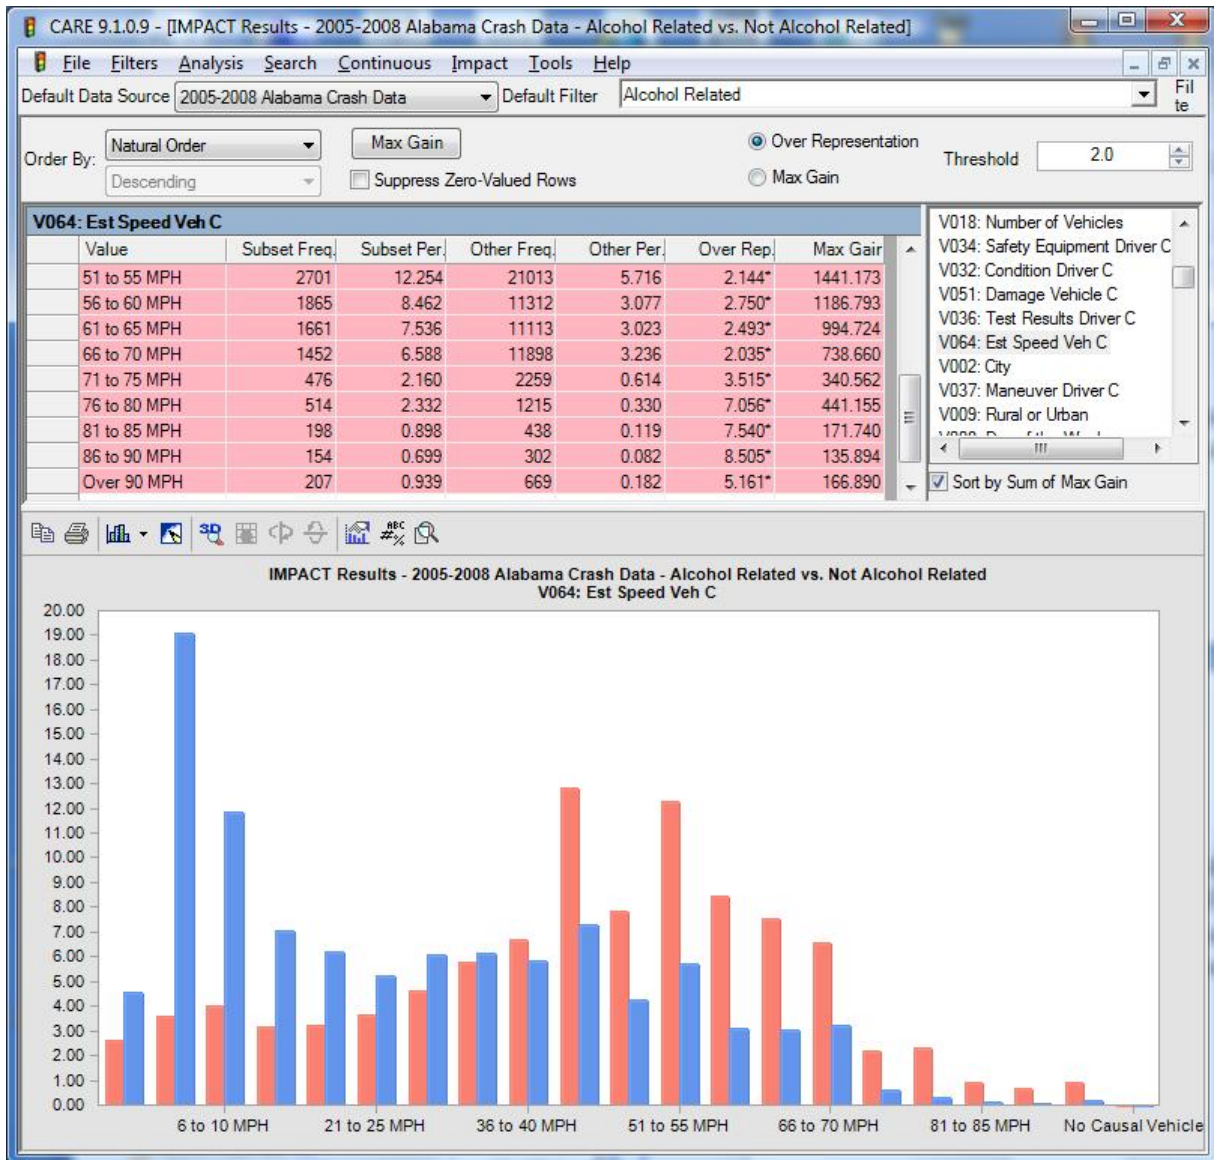 CARE 9.1.0.9 - [IMPACT Results - 2005-2008 Alabama Crash Data - Alcohol Related vs. Not Alcohol Related]
File Filters Analysis Search Continuous Impact Tools Help
Default Data Source 2005-2008 Alabama Crash Data Default Filter Alcohol Related Fil te
Order By: Natural Order Max Gain Over Representation Threshold 2.0
Descending Suppress Zero-Valued Rows Max Gain
V064: Est Speed Veh C
Value Subset Freq. Subset Per. Other Freq. Other Per. Over Rep. Max Gair
51 to 55 MPH 2701 12.254 21013 5.716 2.144* 1441.173
56 to 60 MPH 1865 8.462 11312 3.077 2.750* 1186.793
61 to 65 MPH 1661 7.536 11113 3.023 2.493* 994.724
66 to 70 MPH 1452 6.588 11898 3.236 2.035* 738.660
71 to 75 MPH 476 2.160 2259 0.614 3.515* 340.562
76 to 80 MPH 514 2.332 1215 0.330 7.056* 441.155
81 to 85 MPH 198 0.898 438 0.119 7.540* 171.740
86 to 90 MPH 154 0.699 302 0.082 8.505* 135.894
Over 90 MPH 207 0.939 669 0.182 5.161* 166.890
V018: Number of Vehicles
V034: Safety Equipment Driver C
V032: Condition Driver C
V051: Damage Vehicle C
V036: Test Results Driver C
V064: Est Speed Veh C
V002: City
V037: Maneuver Driver C
V009: Rural or Urban
Sort by Sum of Max Gain
3D ABC #%
IMPACT Results - 2005-2008 Alabama Crash Data - Alcohol Related vs. Not Alcohol Related
V064: Est Speed Veh C
20.00
19.00
18.00
17.00
16.00
15.00
14.00
13.00
12.00
11.00
10.00
9.00
8.00
7.00
6.00
5.00
4.00
3.00
2.00
1.00
0.00
6 to 10 MPH 21 to 25 MPH 36 to 40 MPH 51 to 55 MPH 66 to 70 MPH 81 to 85 MPH No Causal Vehicle